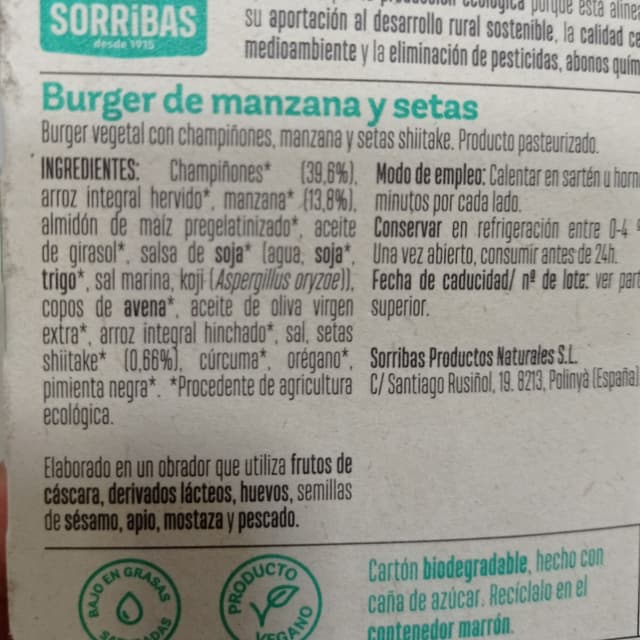 SORRiBAS
desde 1975
ecológica porque esta
su aportación al desarrollo rural sostenible, la calidad
medioambiente y la eliminación de pesticidas, abonos
Burger de manzana y setas
Burger vegetal con champiñones, manzana y setas shiitake. Producto pasteurizado.
INGREDIENTES: Champiñones* (39,6%),
arroz integral hervido*, manzana* (13,8%),
almidón de maíz pregelatinizado*, aceite
de girasol*, salsa de soja* (agua, soja*,
trigo*, sal marina, koji (Aspergillus oryzae)),
copos de avena*, aceite de oliva virgen
extra*, arroz integral hinchado*, sal, setas
shiitake* (0,66%), cúrcuma*, orégano*,
pimienta negra*. *Procedente de agricultura
ecológica.
Elaborado en un obrador que utiliza frutos de
cáscara, derivados lácteos, huevos, semillas
de sésamo, apio, mostaza y pescado.
Modo de empleo: Calentar en sartén u
minutos por cada lado.
Conservar en refrigeración entre 0-4
Una vez abierto, consumir antes de 24h.
Fecha de caducidad/ nº de lote: ver
superior.
Sorribas Productos Naturales S.L.
C/ Santiago Rusiñol, 19. 8213, Polinyà (España)
BAJO EN GRASAS
PRODUCTO
VEGANO
Cartón biodegradable, hecho con
caña de azúcar. Recíclalo en el
contenedor marrón.